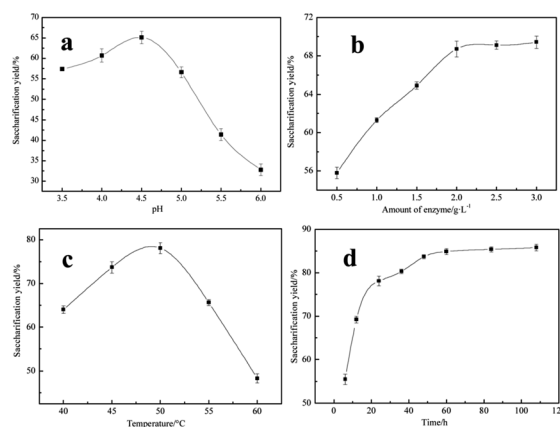 a
Saccharification yield/%
65
60
55
50
45
40
35
30
3.5 4.0 4.5 5.0 5.5 6.0
pH
b
Saccharification yield/%
72
68
64
60
56
0.5 1.0 1.5 2.0 2.5 3.0
Amount of enzyme/g·L⁻¹
c
Saccharification yield/%
80
70
60
50
40 45 50 55 60
Temperature/°C
d
Saccharification yield/%
90
80
70
60
50
0 20 40 60 80 100 120
Time/h